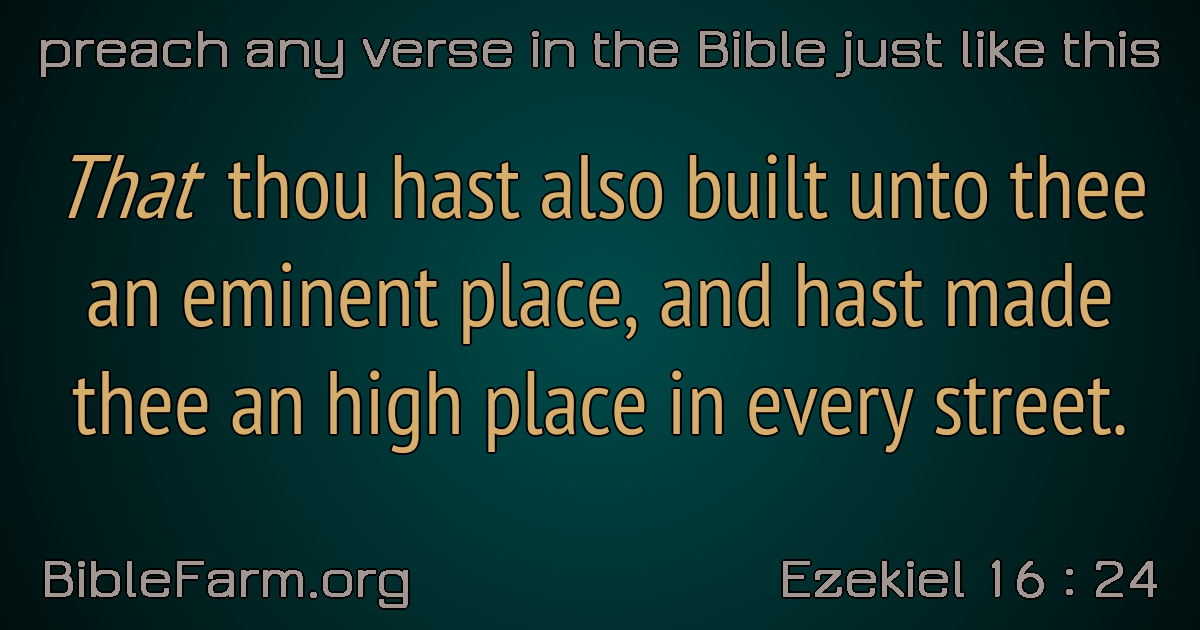 preach any verse in the Bible just like this
That thou hast also built unto thee
an eminent place, and hast made
thee an high place in every street.
BibleFarm.org
Ezekiel 16 : 24